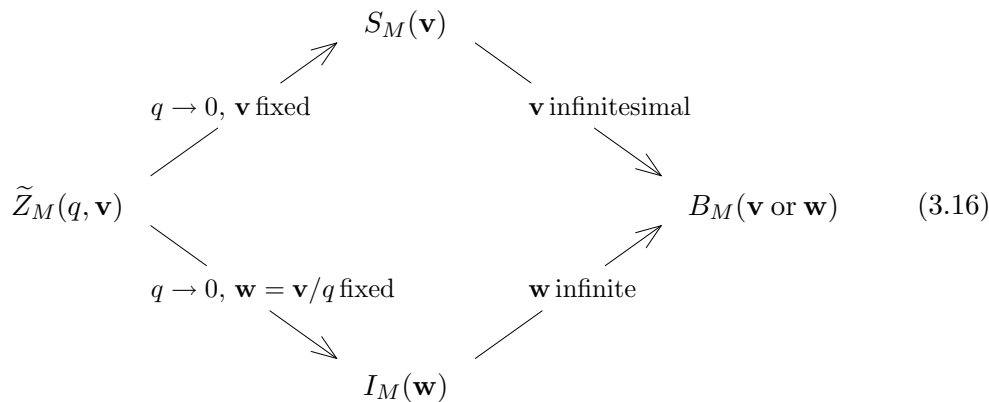 S_M(𝐯)
q → 0, 𝐯 fixed
𝐯 infinitesimal
Z̃_M(q, 𝐯)
B_M(𝐯 or 𝐰)
(3.16)
q → 0, 𝐰 = 𝐯/q fixed
𝐰 infinite
I_M(𝐰)